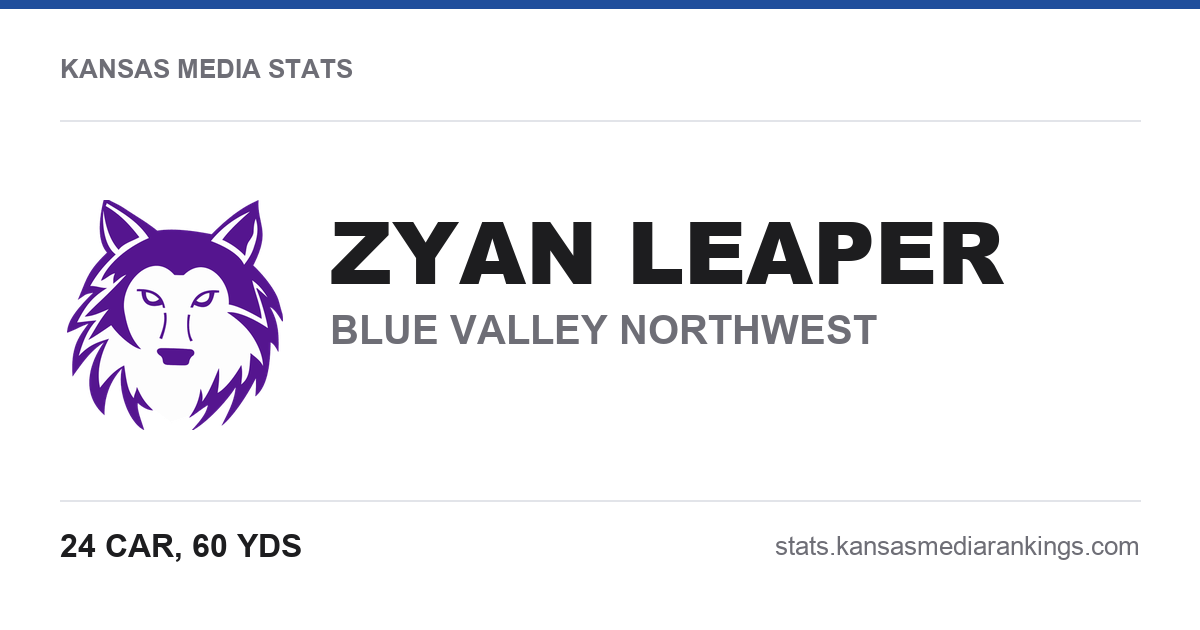 KANSAS MEDIA STATS
ZYAN LEAPER
BLUE VALLEY NORTHWEST
24 CAR, 60 YDS
stats.kansasmediarankings.com